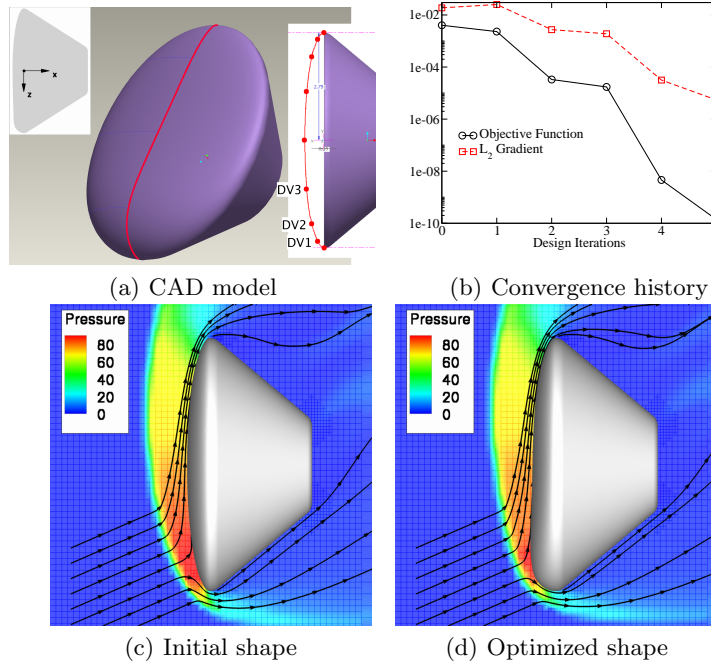 x
z
DV3
DV2
DV1
1e-02
1e-04
1e-06
1e-08
1e-10
Objective Function
L2 Gradient
0 1 2 3 4
Design Iterations
(a) CAD model
(b) Convergence history
Pressure
80
60
40
20
0
Pressure
80
60
40
20
0
(c) Initial shape
(d) Optimized shape